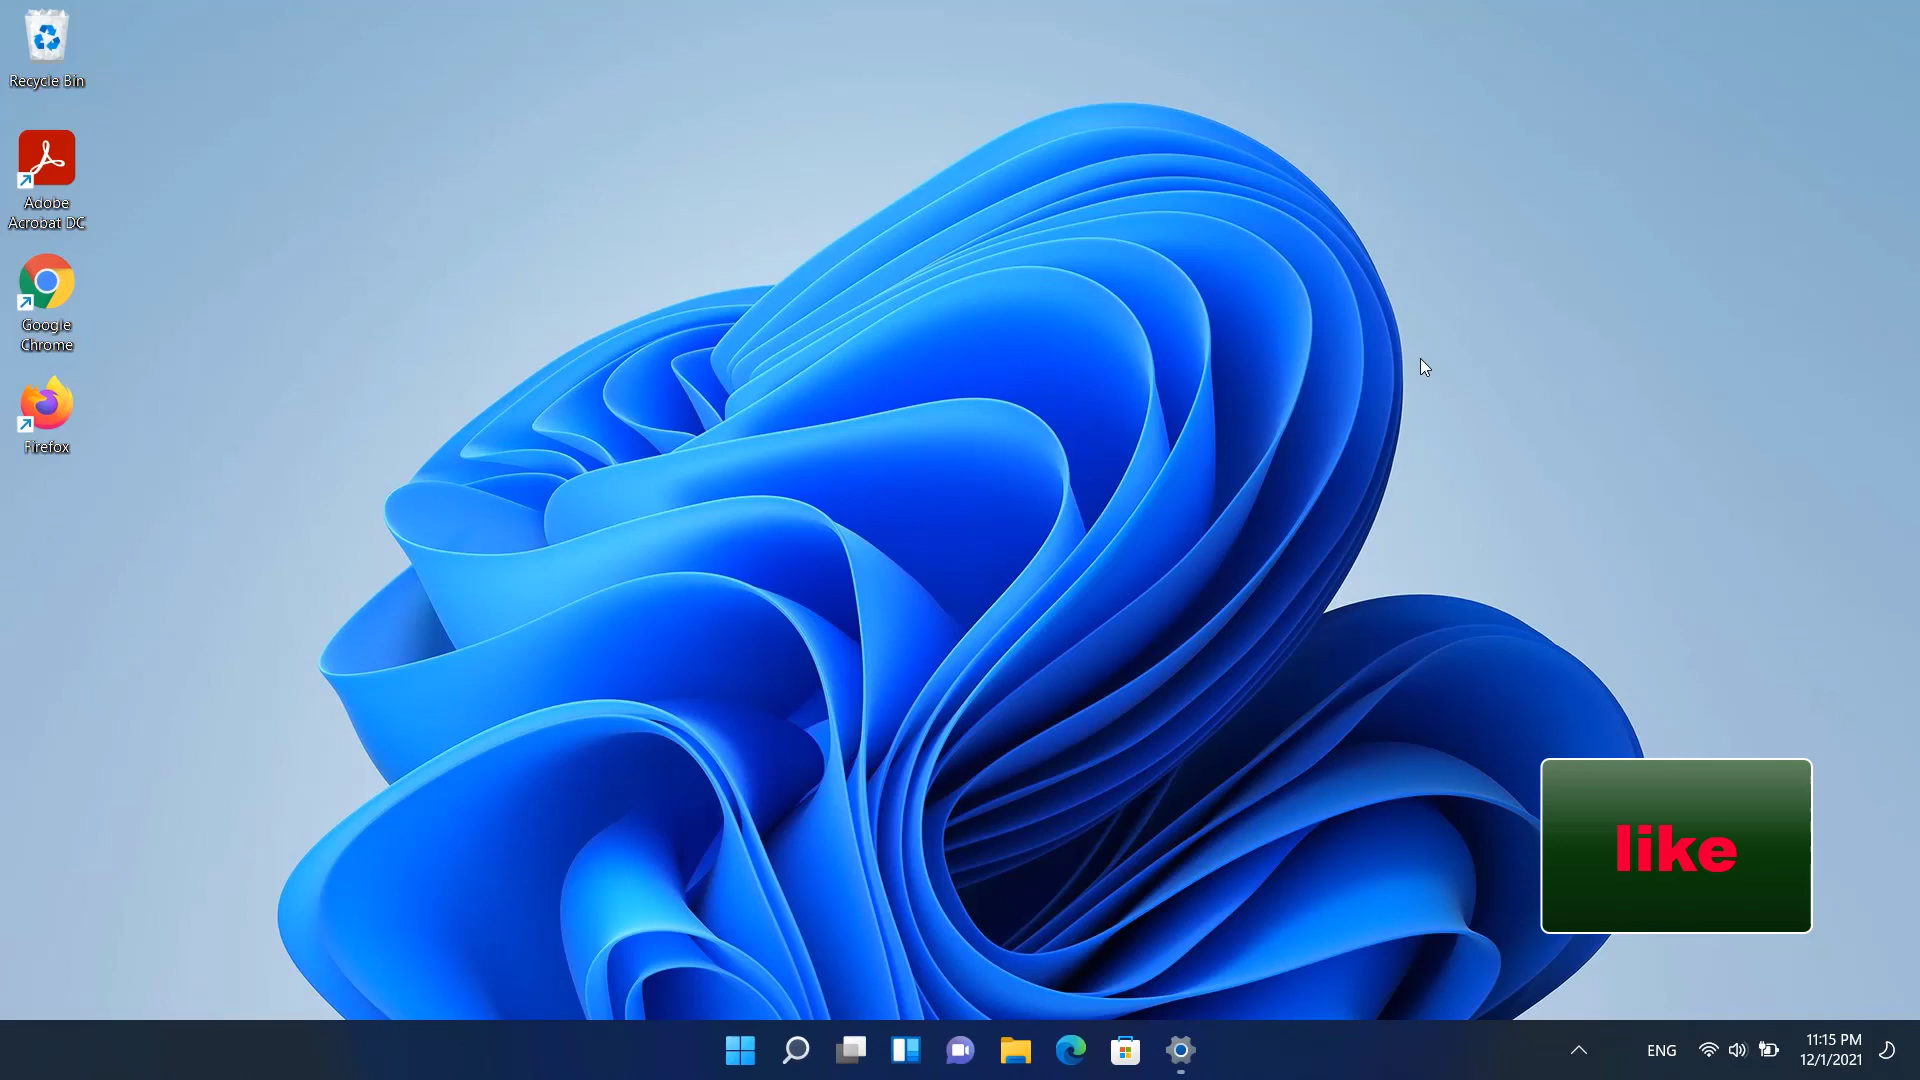 Recycle Bin
Adobe
Acrobat DC
Google
Chrome
Firefox
like
ENG
11:15 PM
12/1/2021